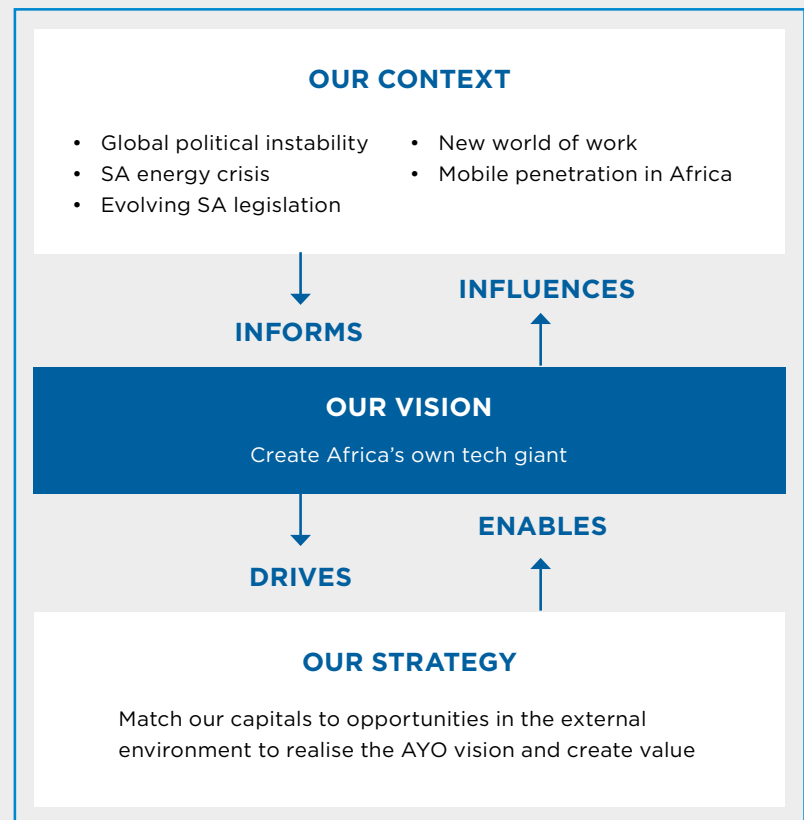 OUR CONTEXT
• Global political instability
• SA energy crisis
• Evolving SA legislation
• New world of work
• Mobile penetration in Africa
INFLUENCES
INFORMS
OUR VISION
Create Africa's own tech giant
ENABLES
DRIVES
OUR STRATEGY
Match our capitals to opportunities in the external
environment to realise the AYO vision and create value